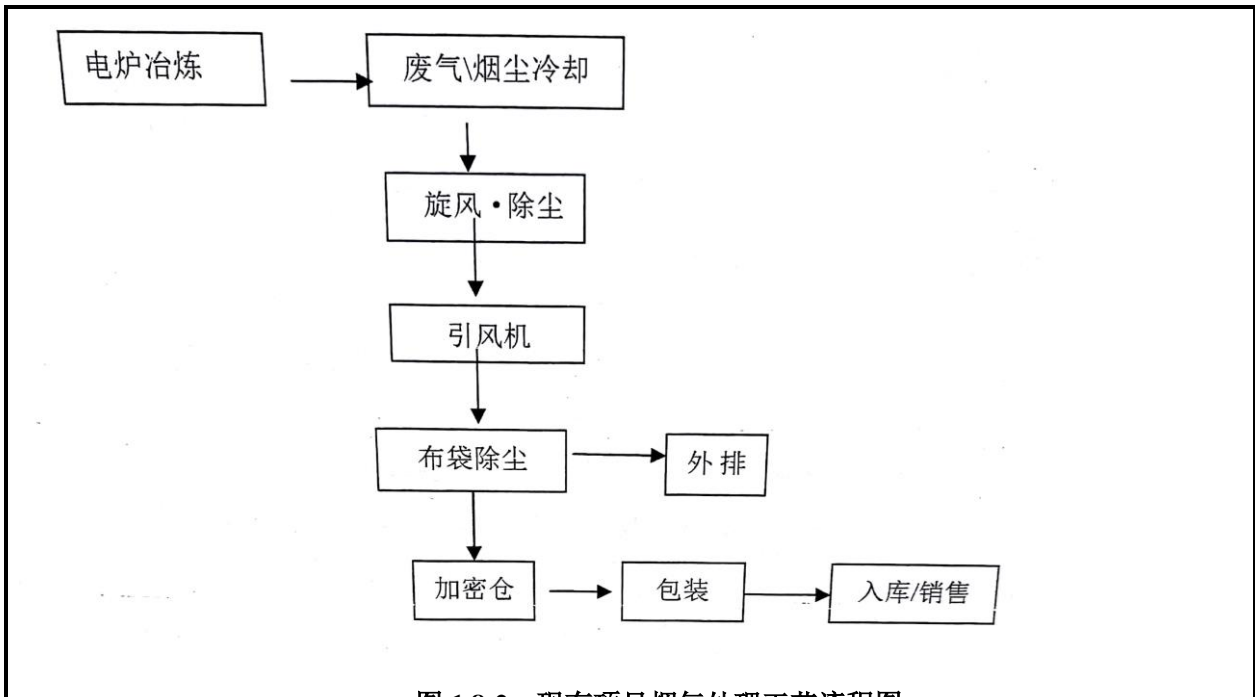 电炉冶炼
废气\烟尘冷却
旋风·除尘
引风机
布袋除尘
外 排
加密仓
包装
入库/销售